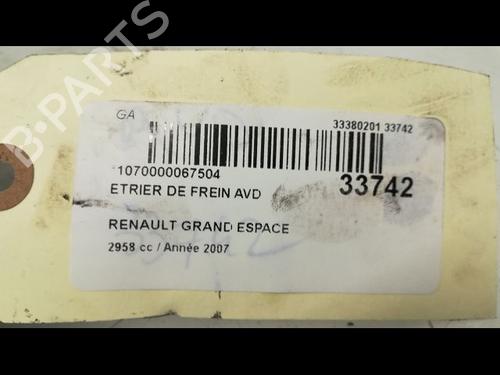 B-PARTS
GA
33380201 33742
1070000067504
33742
ETRIER DE FREIN AVD
RENAULT GRAND ESPACE
2958 cc / Année 2007